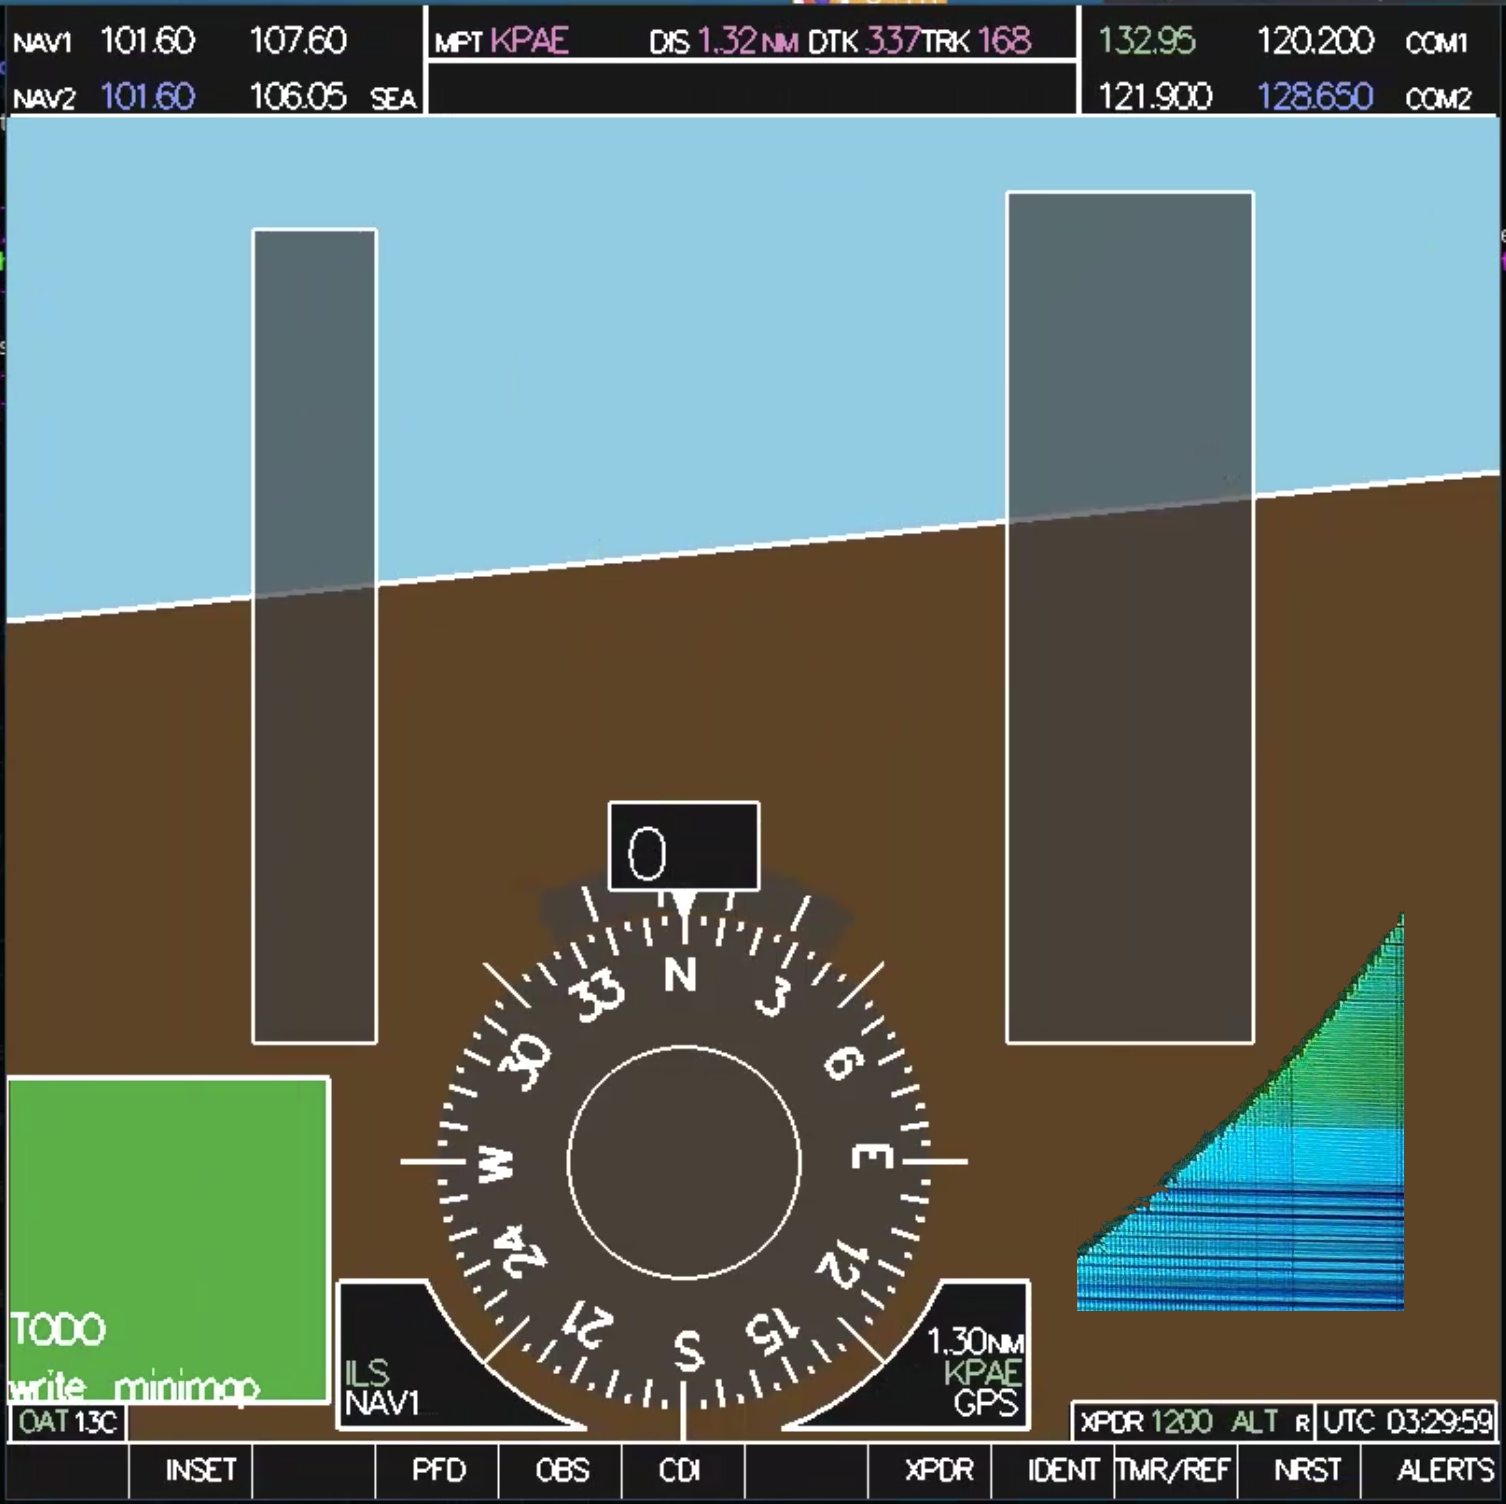 NAV1 101.60 107.60 MPT KPAE DIS 1.32 NM DTK 337 TRK 168 132.95 120.200 COM1
NAV2 101.60 106.05 SEA 121.900 128.650 COM2
0
N
33 3
30 6
W E
24 12
21 15
S
TODO
write minimap
ILS
NAV1
1.30NM
KPAE
GPS
OAT 13C
XPDR 1200 ALT R UTC 03:29:59
INSET PFD OBS CDI XPDR IDENT TMR/REF NRST ALERTS